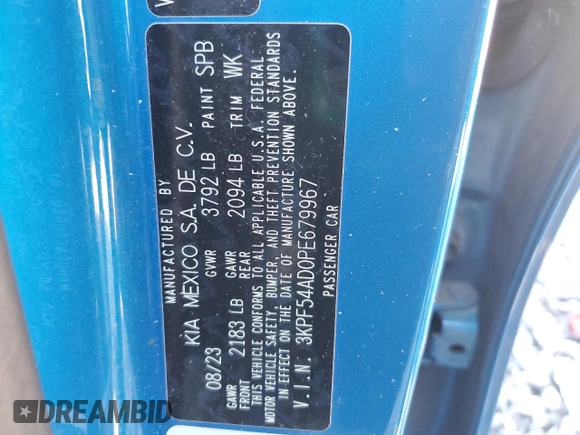 MANUFACTURED BY
KIA MEXICO S.A. DE C.V.
08/23 GVWR 3792 LB PAINT SPB
GAWR FRONT 2183 LB GAWR REAR 2094 LB TRIM WK
THIS VEHICLE CONFORMS TO ALL APPLICABLE U.S.A. FEDERAL
MOTOR VEHICLE SAFETY, BUMPER, AND THEFT PREVENTION STANDARDS
IN EFFECT ON THE DATE OF MANUFACTURE SHOWN ABOVE.
V.I.N. 3KPF54AD0PE679967
PASSENGER CAR
DREAMBID